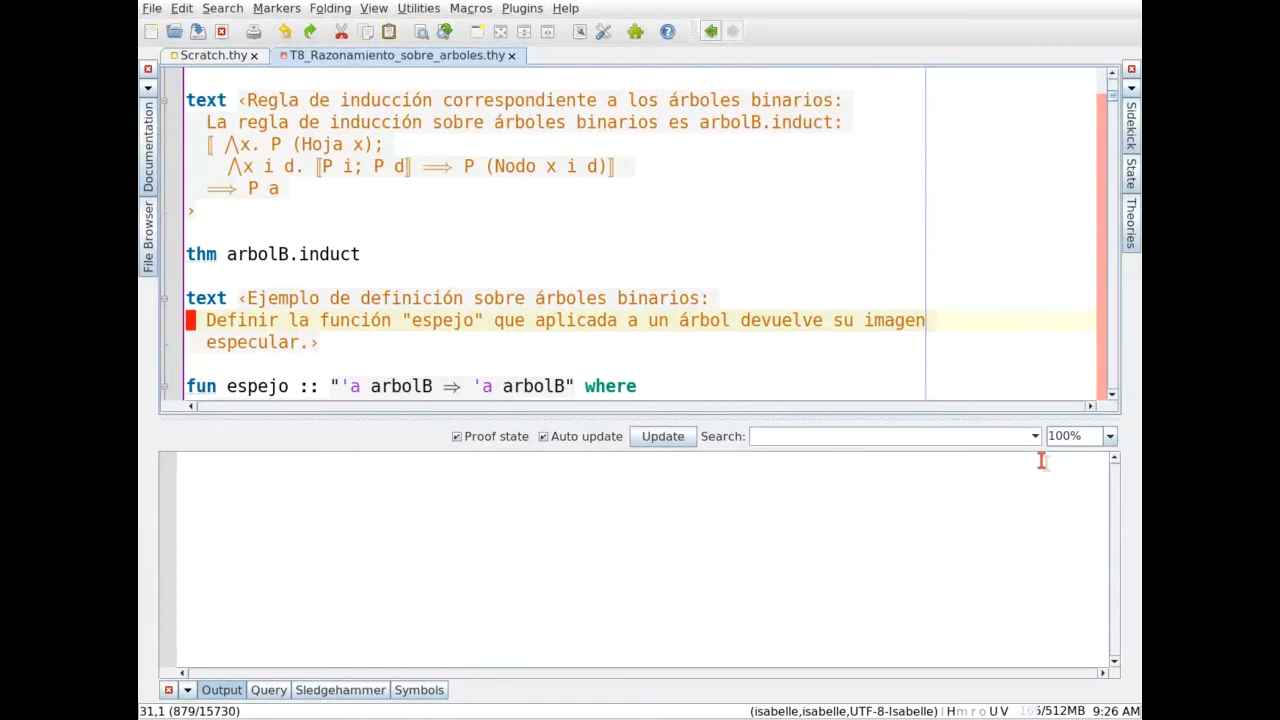 File Edit Search Markers Folding View Utilities Macros Plugins Help
Scratch.thy T8_Razonamiento_sobre_arboles.thy
Documentation
File Browser
text ‹Regla de inducción correspondiente a los árboles binarios:
La regla de inducción sobre árboles binarios es arbolB.induct:
⟦ ⋀x. P (Hoja x);
⋀x i d. ⟦P i; P d⟧ ⟹ P (Nodo x i d)⟧
⟹ P a
›
thm arbolB.induct
text ‹Ejemplo de definición sobre árboles binarios:
Definir la función "espejo" que aplicada a un árbol devuelve su imagen
especular.›
fun espejo :: "'a arbolB ⇒ 'a arbolB" where
Sidekick
State
Theories
Proof state Auto update Update Search: 100%
Output Query Sledgehammer Symbols
31,1 (879/15730) (isabelle,isabelle,UTF-8-Isabelle) H m r o U V /512MB 9:26 AM